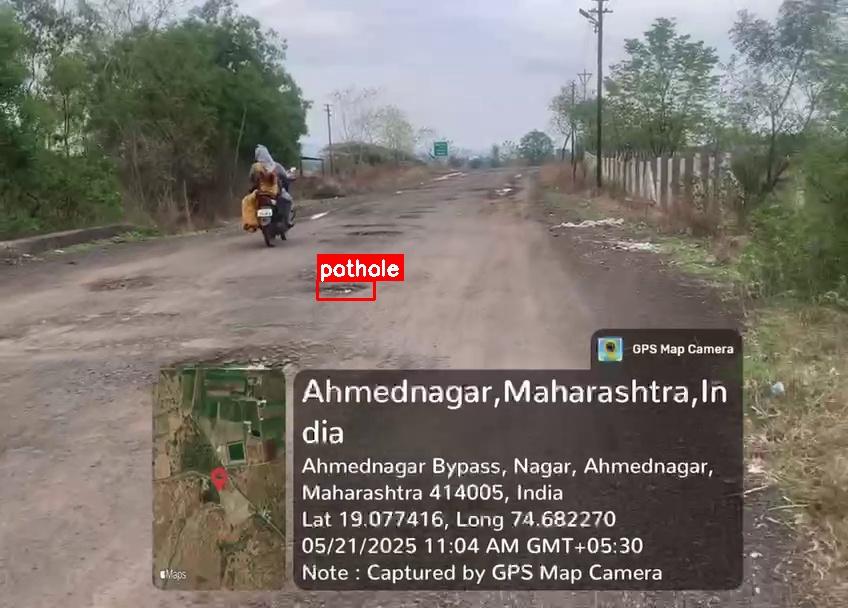 pothole
GPS Map Camera
Ahmednagar,Maharashtra,In
dia
Ahmednagar Bypass, Nagar, Ahmednagar,
Maharashtra 414005, India
Lat 19.077416, Long 74.682270
05/21/2025 11:04 AM GMT+05:30
Note : Captured by GPS Map Camera
Maps